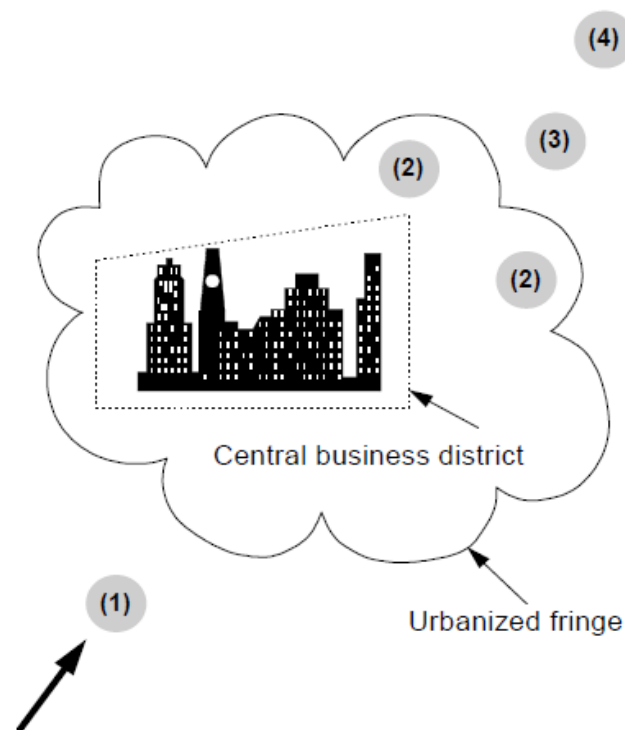 (4)
(3)
(2)
(2)
Central business district
(1)
Urbanized fringe